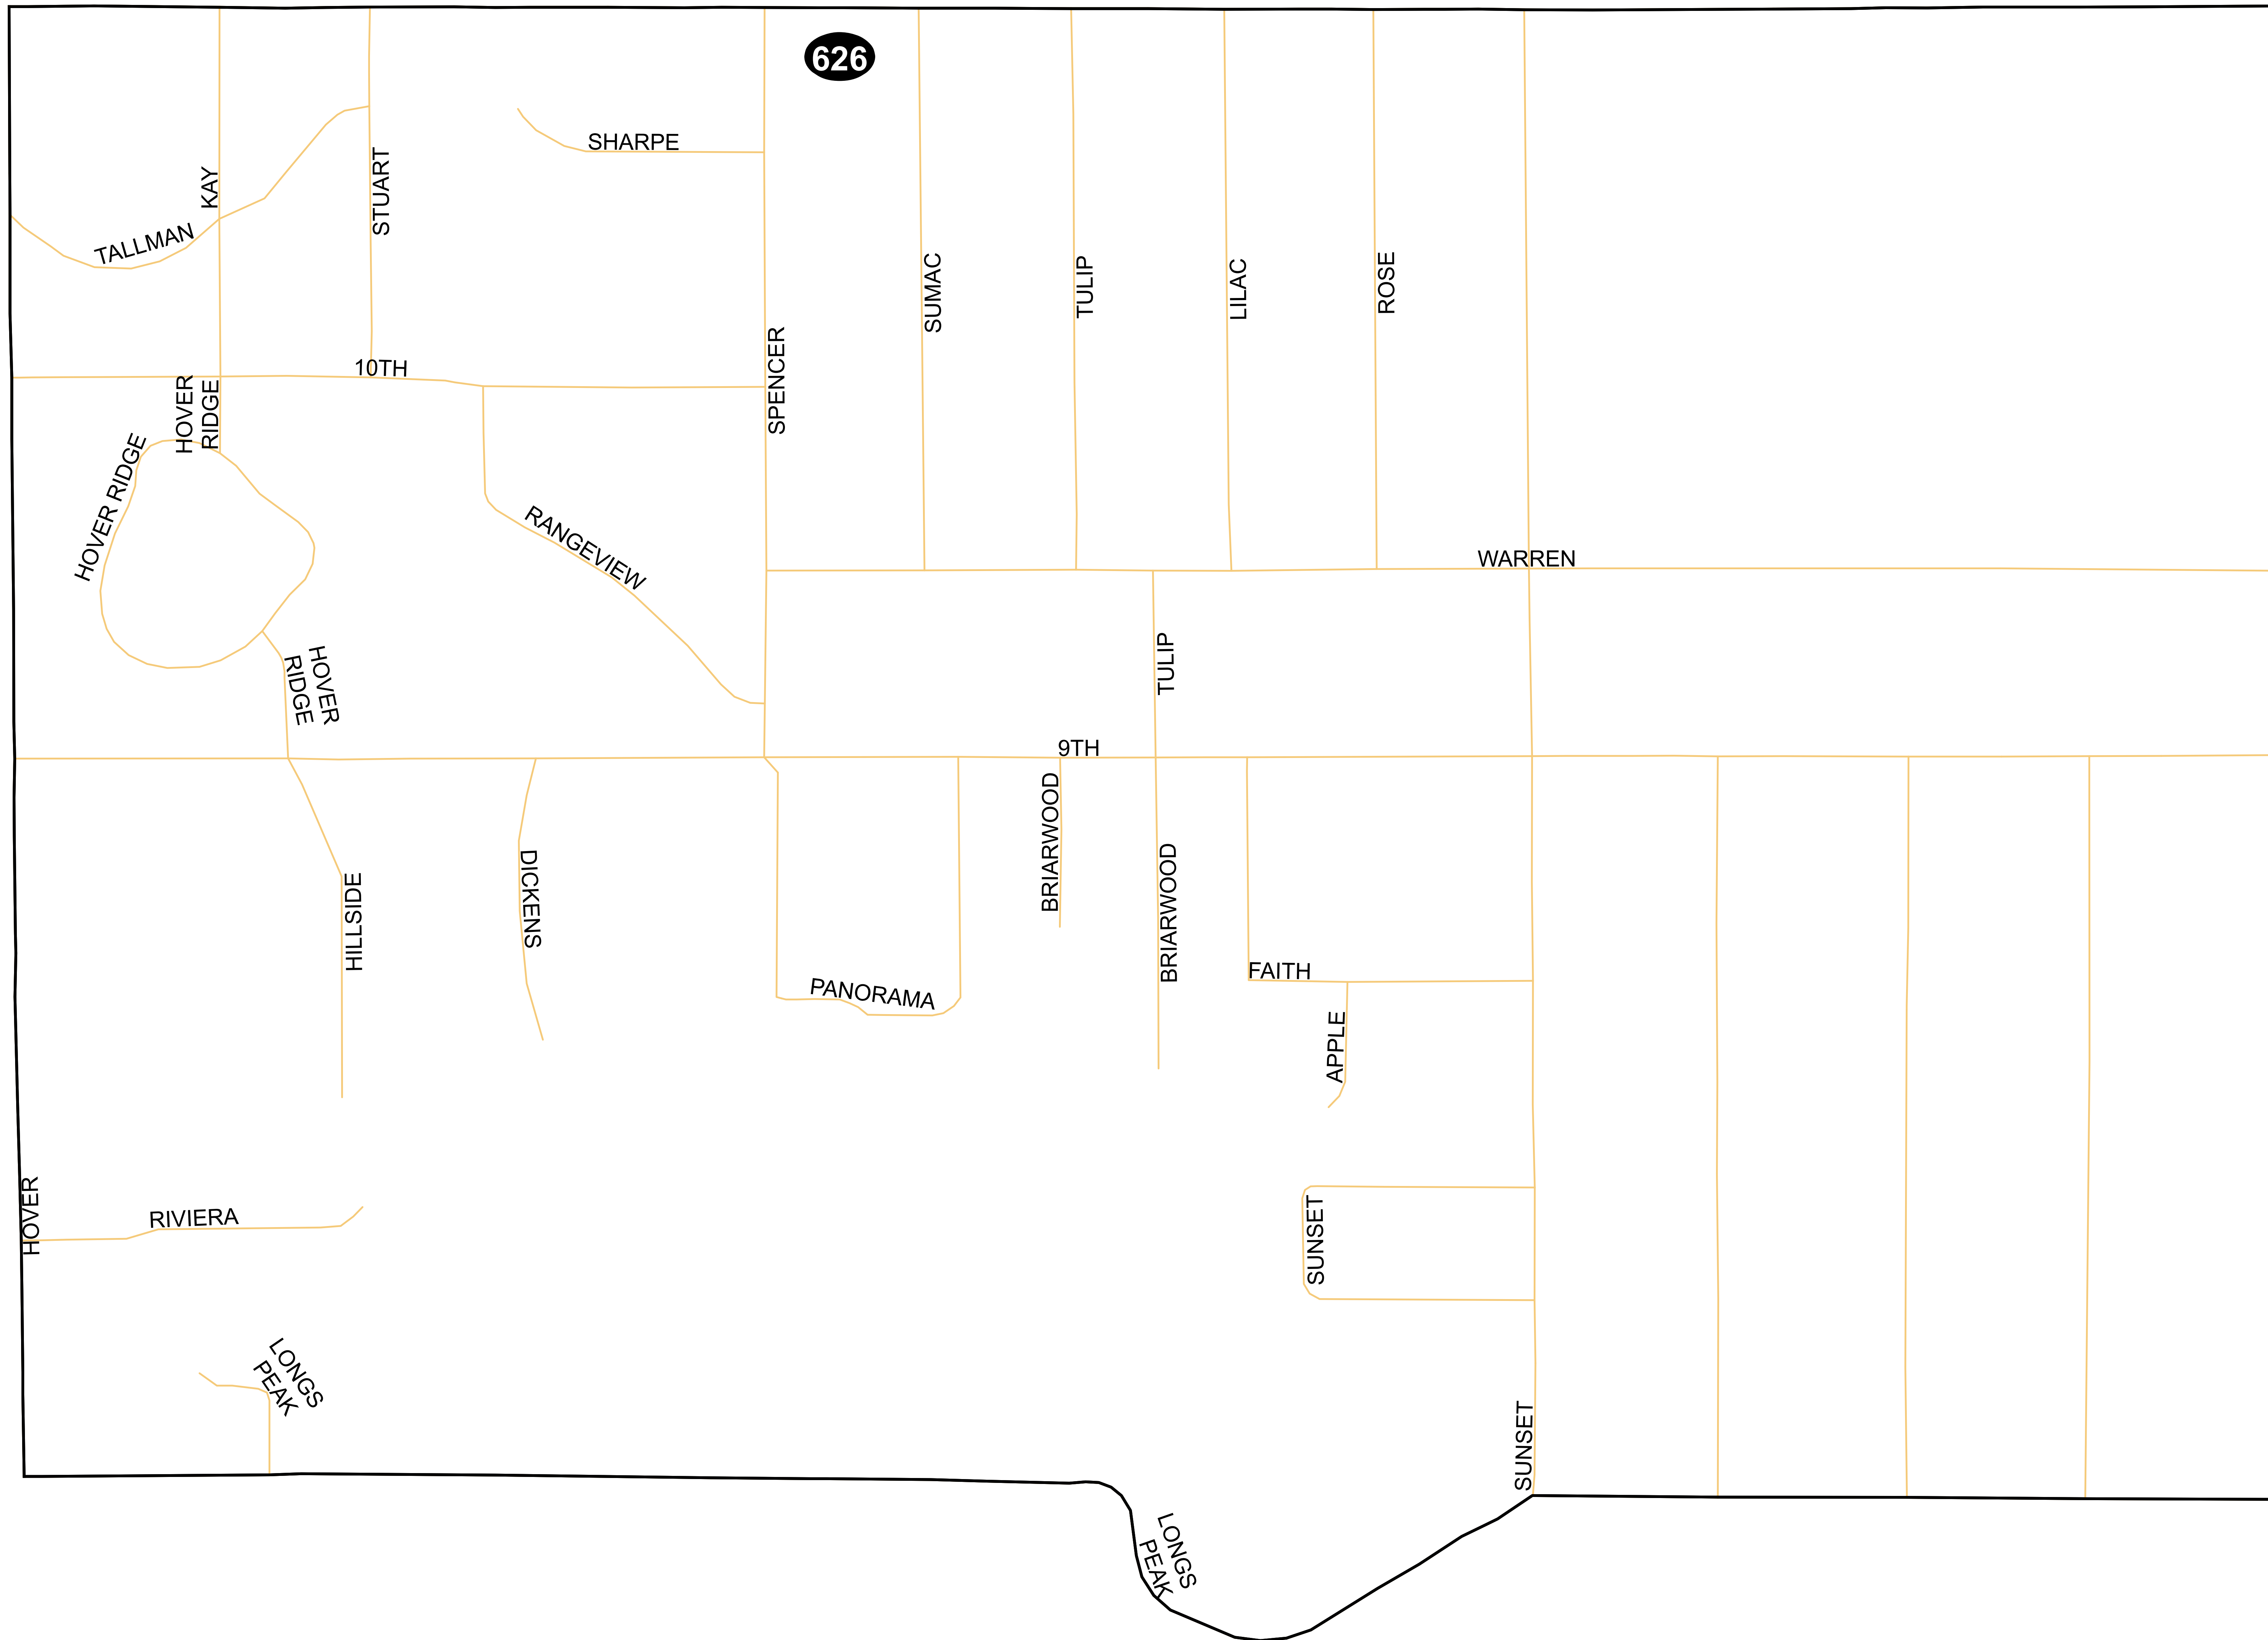 626
SHARPE
KAY
STUART
TALLMAN
SUMAC
TULIP
LILAC
ROSE
SPENCER
10TH
HOVER
RIDGE
HOVER RIDGE
RANGEVIEW
WARREN
HOVER
RIDGE
TULIP
9TH
BRIARWOOD
BRIARWOOD
HILLSIDE
DICKENS
PANORAMA
FAITH
APPLE
HOVER
RIVIERA
SUNSET
LONGS
PEAK
SUNSET
LONGS
PEAK